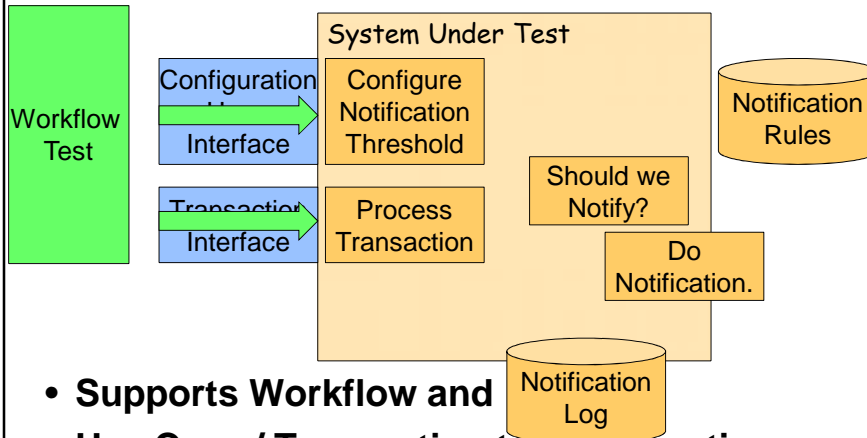 System Under Test
Workflow
Test
Configuration
Interface
Configure
Notification
Threshold
Notification
Rules
Transaction
Interface
Process
Transaction
Should we
Notify?
Do
Notification.
Notification
Log
• Supports Workflow and